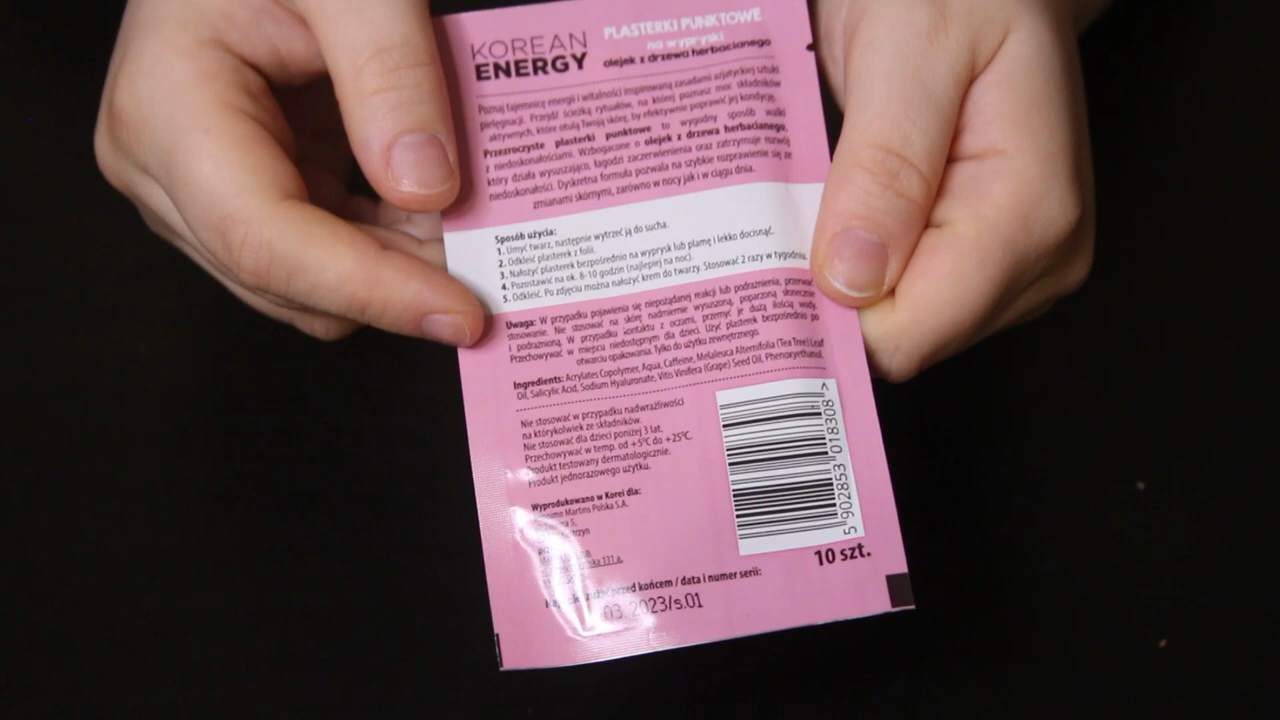 KOREAN
ENERGY
PLASTERKI PUNKTOWE
na wypryski
olejek z drzewa herbacianego
Poznaj tajemnicę energii i witalności inspirowaną zasadami azjatyckiej sztuki
pielęgnacji. Przejdź ścieżką rytuałów, na której poznasz moc składników
aktywnych, które otulą Twoją skórę, by efektywnie poprawić jej kondycję.
Przezroczyste plasterki punktowe to wygodny sposób walki
z niedoskonałościami. Wzbogacone o olejek z drzewa herbacianego,
który działa wysuszająco, łagodzi zaczerwienienia oraz zatrzymuje rozwój
niedoskonałości. Dyskretna formuła pozwala na szybkie rozprawienie się ze
zmianami skórnymi, zarówno w nocy jak i w ciągu dnia.
Sposób użycia:
1. Umyć twarz, następnie wytrzeć ją do sucha.
2. Odkleić plasterek z folii.
3. Nałożyć plasterek bezpośrednio na wyprysk lub plamę i lekko docisnąć.
4. Pozostawić na ok. 8-10 godzin (najlepiej na noc).
5. Odkleić. Po zdjęciu można nałożyć krem do twarzy. Stosować 2 razy w tygodniu.
Uwaga: W przypadku pojawienia się niepożądanej reakcji lub podrażnienia, przerwać
stosowanie. Nie stosować na skórę nadmiernie wysuszoną, poparzoną słonecznie
i podrażnioną. W przypadku kontaktu z oczami, przemyć je dużą ilością wody.
Przechowywać w miejscu niedostępnym dla dzieci. Użyć plasterek bezpośrednio po
otwarciu opakowania. Tylko do użytku zewnętrznego.
Ingredients: Acrylates Copolymer, Aqua, Caffeine, Melaleuca Alternifolia (Tea Tree) Leaf
Oil, Salicylic Acid, Sodium Hyaluronate, Vitis Vinifera (Grape) Seed Oil, Phenoxyethanol.
Nie stosować w przypadku nadwrażliwości
na którykolwiek ze składników.
Nie stosować dla dzieci poniżej 3 lat.
Przechowywać w temp. od +5°C do +25°C.
Produkt testowany dermatologicznie.
Produkt jednorazowego użytku.
Wyprodukowano w Korei dla:
Martins Polska S.A.
5,
131 a,
przed końcem / data i numer serii:
03. 2023/s.01
5 902853 018308 >
10 szt.